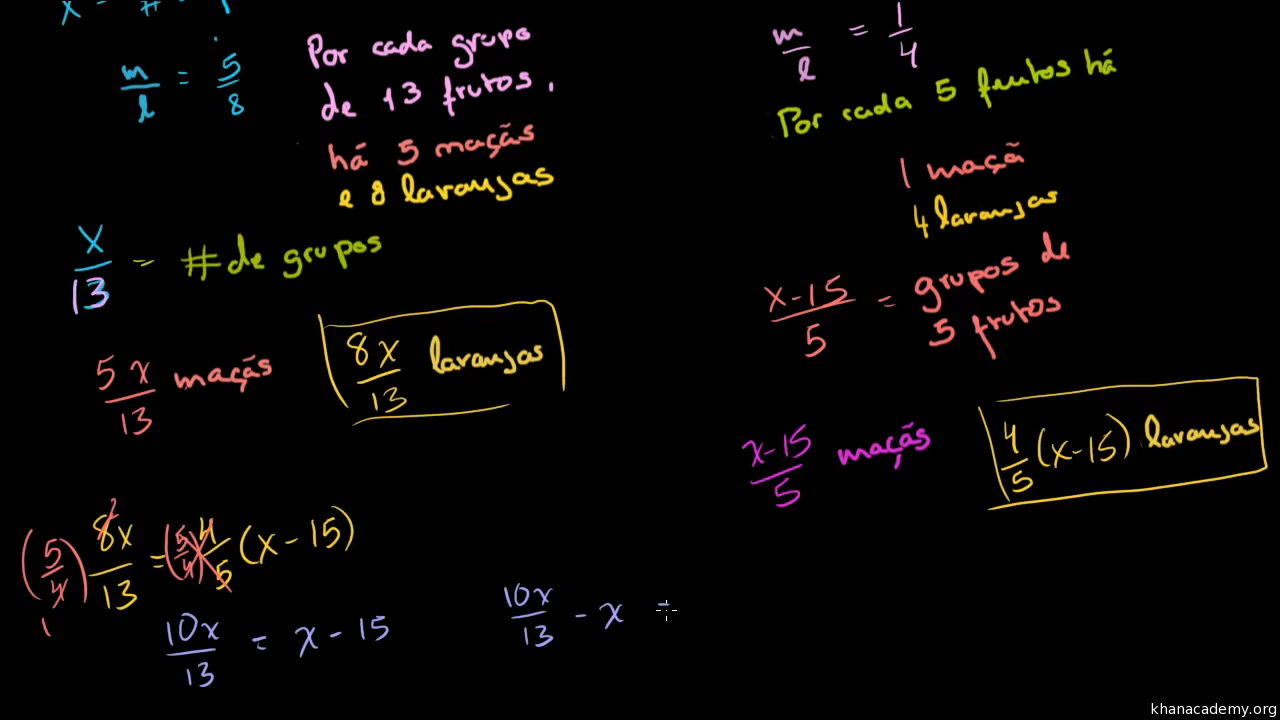 m/l = 5/8
Por cada grupo
de 13 frutos,
há 5 maçãs
e 8 laranjas
x/13 = # de grupos
5x/13 maçãs
8x/13 laranjas
m/l = 1/4
Por cada 5 frutos há
1 maçã
4 laranjas
x-15/5 = grupos de
5 frutos
x-15/5 maçãs
4/5(x-15) laranjas
(5/4) 8x/13 = (5/4) 4/5 (x-15)
2
1
10x/13 = x-15
10x/13 - x =
khanacademy.org